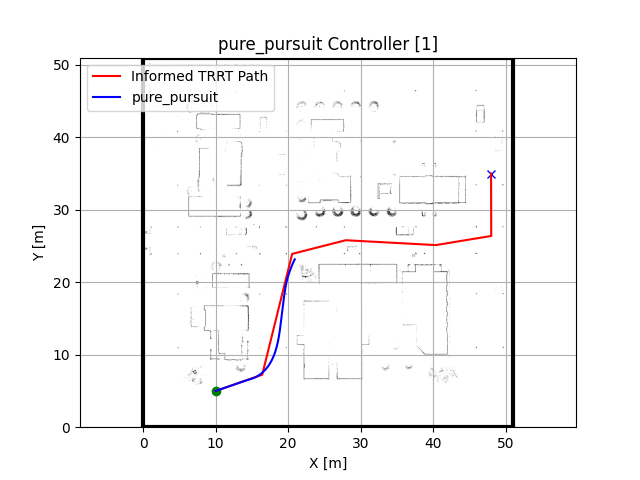 pure_pursuit Controller [1]
Informed TRRT Path
pure_pursuit
50
40
30
20
10
0
Y [m]
0 10 20 30 40 50
X [m]